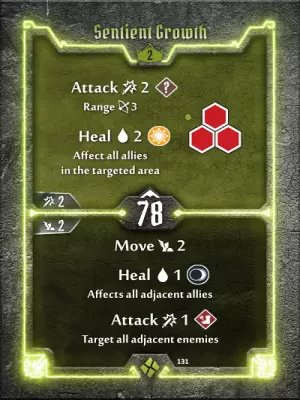 Sentient Growth
2
Attack 2
Range 3
Heal 2
Affect all allies
in the targeted area
2
78
2
Move 2
Heal 1
Affects all adjacent allies
Attack 1
Target all adjacent enemies
131